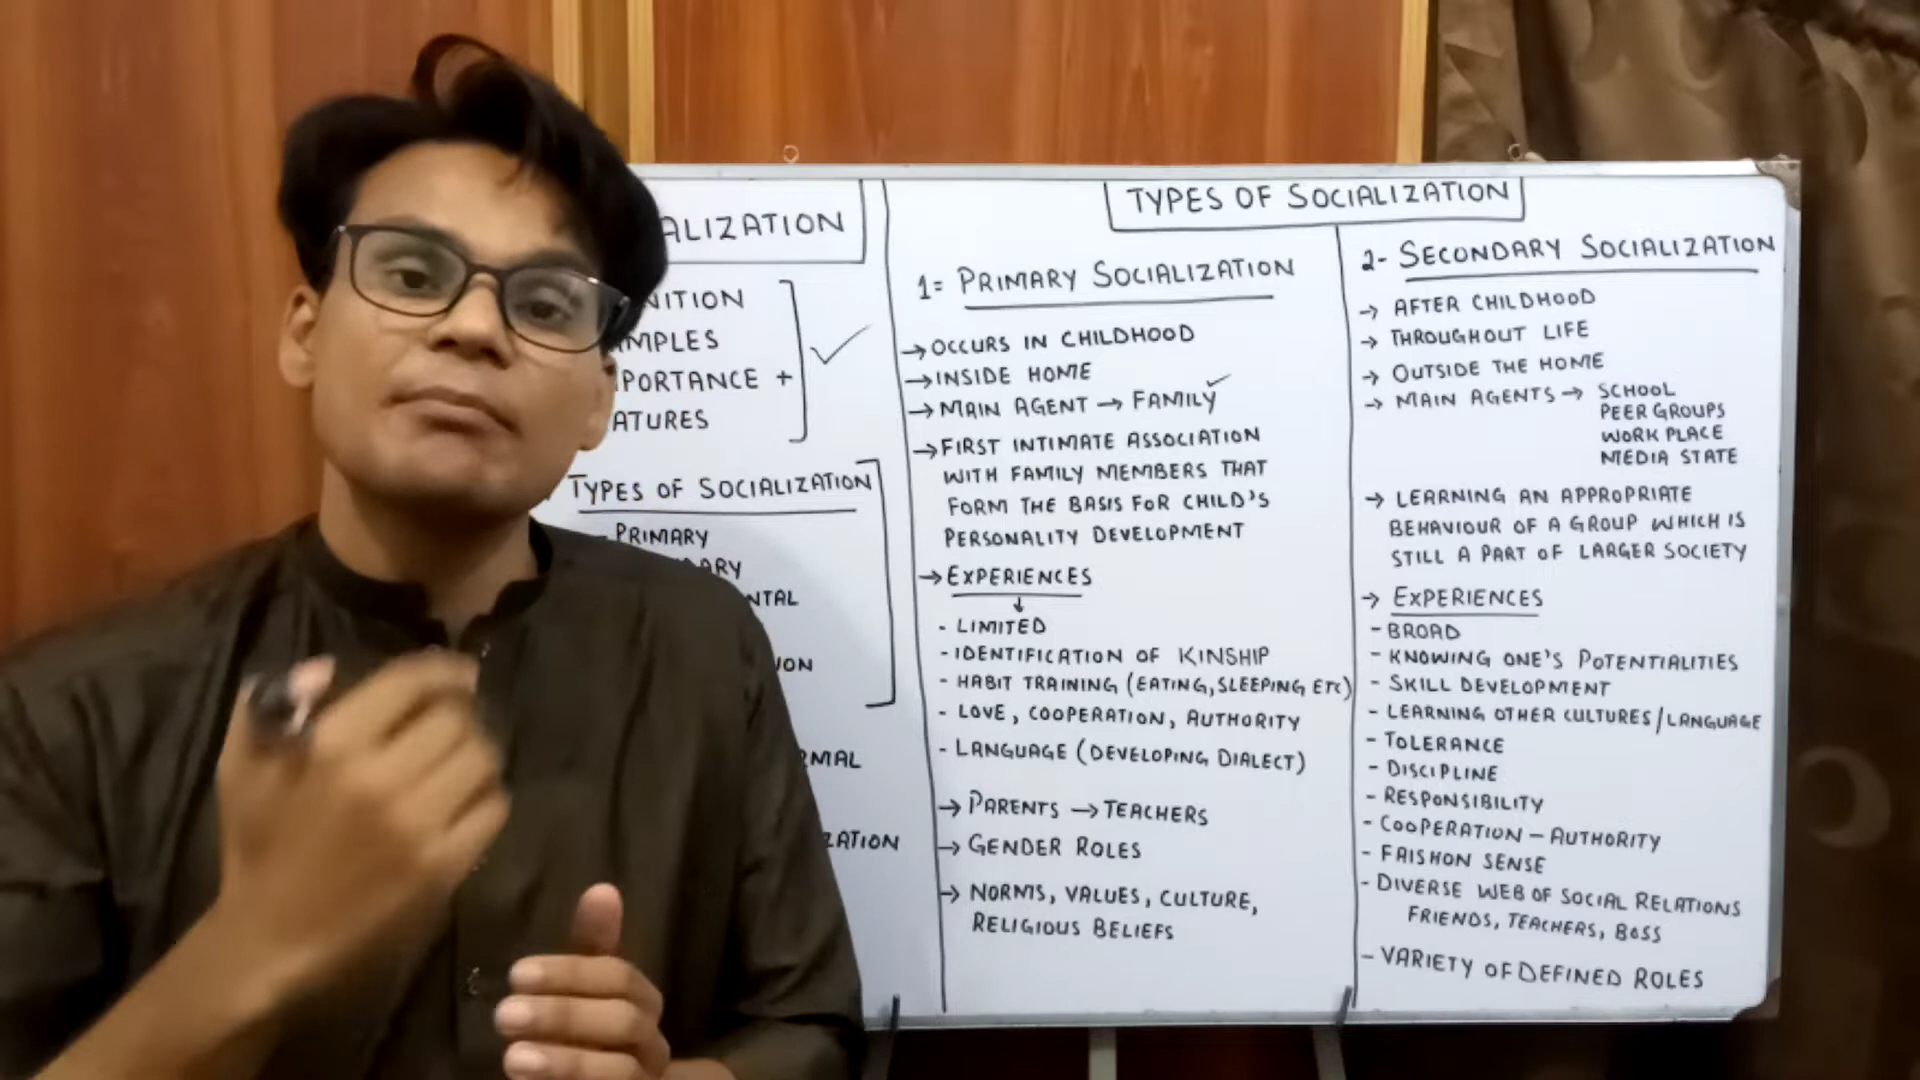 ALIZATION
NITION
MPLES
PORTANCE +
ATURES
TYPES OF SOCIALIZATION
- PRIMARY
ARY
NTAL
ION
RMAL
ZATION
TYPES OF SOCIALIZATION
1= PRIMARY SOCIALIZATION
→ OCCURS IN CHILDHOOD
→ INSIDE HOME
→ MAIN AGENT → FAMILY
→ FIRST INTIMATE ASSOCIATION
WITH FAMILY MEMBERS THAT
FORM THE BASIS FOR CHILD'S
PERSONALITY DEVELOPMENT
→ EXPERIENCES
- LIMITED
- IDENTIFICATION OF KINSHIP
- HABIT TRAINING (EATING, SLEEPING ETC)
- LOVE, COOPERATION, AUTHORITY
- LANGUAGE (DEVELOPING DIALECT)
→ PARENTS → TEACHERS
→ GENDER ROLES
→ NORMS, VALUES, CULTURE,
RELIGIOUS BELIEFS
2- SECONDARY SOCIALIZATION
→ AFTER CHILDHOOD
→ THROUGHOUT LIFE
→ OUTSIDE THE HOME
→ MAIN AGENTS → SCHOOL
PEER GROUPS
WORK PLACE
MEDIA STATE
→ LEARNING AN APPROPRIATE
BEHAVIOUR OF A GROUP WHICH IS
STILL A PART OF LARGER SOCIETY
→ EXPERIENCES
- BROAD
- KNOWING ONE'S POTENTIALITIES
- SKILL DEVELOPMENT
- LEARNING OTHER CULTURES/LANGUAGE
- TOLERANCE
- DISCIPLINE
- RESPONSIBILITY
- COOPERATION - AUTHORITY
- FAISHON SENSE
- DIVERSE WEB OF SOCIAL RELATIONS
FRIENDS, TEACHERS, BOSS
- VARIETY OF DEFINED ROLES